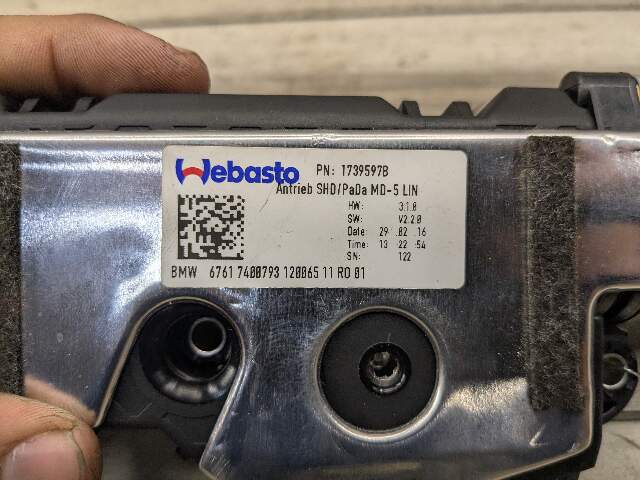 Webasto PN: 1739597B
Antrieb SHD/PaDa MD-5 LIN
HW: 3.1.0
SW: V2.2.0
Date: 29 .02 .16
Time: 13 :22 :54
SN: 122
BMW 6761 7400793 120065 11 RO 01